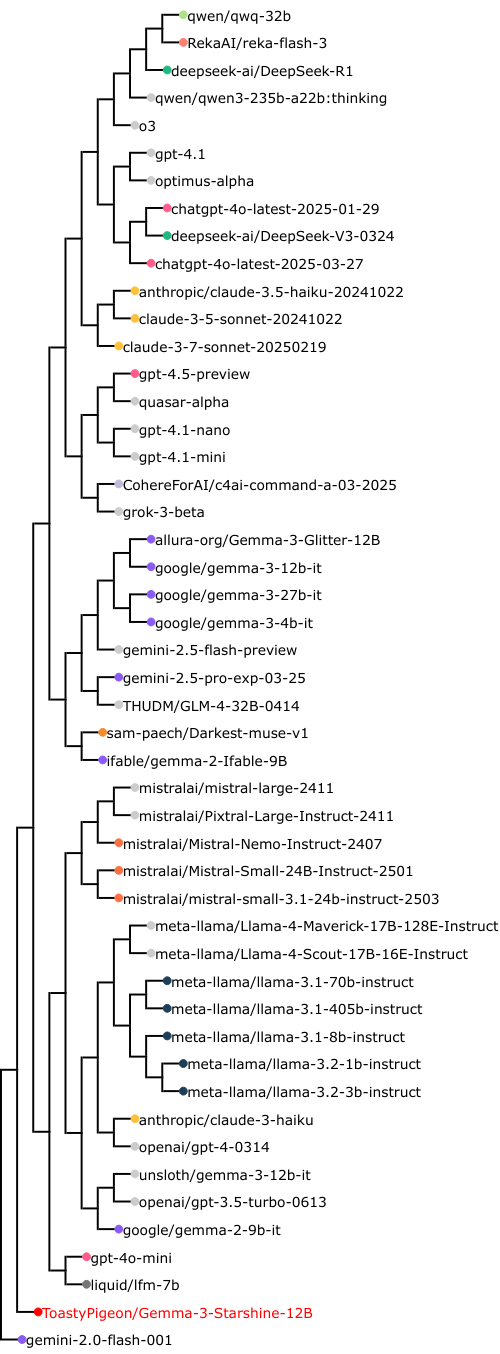 qwen/qwq-32b
RekaAI/reka-flash-3
deepseek-ai/DeepSeek-R1
qwen/qwen3-235b-a22b:thinking
o3
gpt-4.1
optimus-alpha
chatgpt-4o-latest-2025-01-29
deepseek-ai/DeepSeek-V3-0324
chatgpt-4o-latest-2025-03-27
anthropic/claude-3.5-haiku-20241022
claude-3-5-sonnet-20241022
claude-3-7-sonnet-20250219
gpt-4.5-preview
quasar-alpha
gpt-4.1-nano
gpt-4.1-mini
CohereForAI/c4ai-command-a-03-2025
grok-3-beta
allura-org/Gemma-3-Glitter-12B
google/gemma-3-12b-it
google/gemma-3-27b-it
google/gemma-3-4b-it
gemini-2.5-flash-preview
gemini-2.5-pro-exp-03-25
THUDM/GLM-4-32B-0414
sam-paech/Darkest-muse-v1
ifable/gemma-2-Ifable-9B
mistralai/mistral-large-2411
mistralai/Pixtral-Large-Instruct-2411
mistralai/Mistral-Nemo-Instruct-2407
mistralai/Mistral-Small-24B-Instruct-2501
mistralai/mistral-small-3.1-24b-instruct-2503
meta-llama/Llama-4-Maverick-17B-128E-Instruct
meta-llama/Llama-4-Scout-17B-16E-Instruct
meta-llama/llama-3.1-70b-instruct
meta-llama/llama-3.1-405b-instruct
meta-llama/llama-3.1-8b-instruct
meta-llama/llama-3.2-1b-instruct
meta-llama/llama-3.2-3b-instruct
anthropic/claude-3-haiku
openai/gpt-4-0314
unsloth/gemma-3-12b-it
openai/gpt-3.5-turbo-0613
google/gemma-2-9b-it
gpt-4o-mini
liquid/lfm-7b
ToastyPigeon/Gemma-3-Starshine-12B
gemini-2.0-flash-001